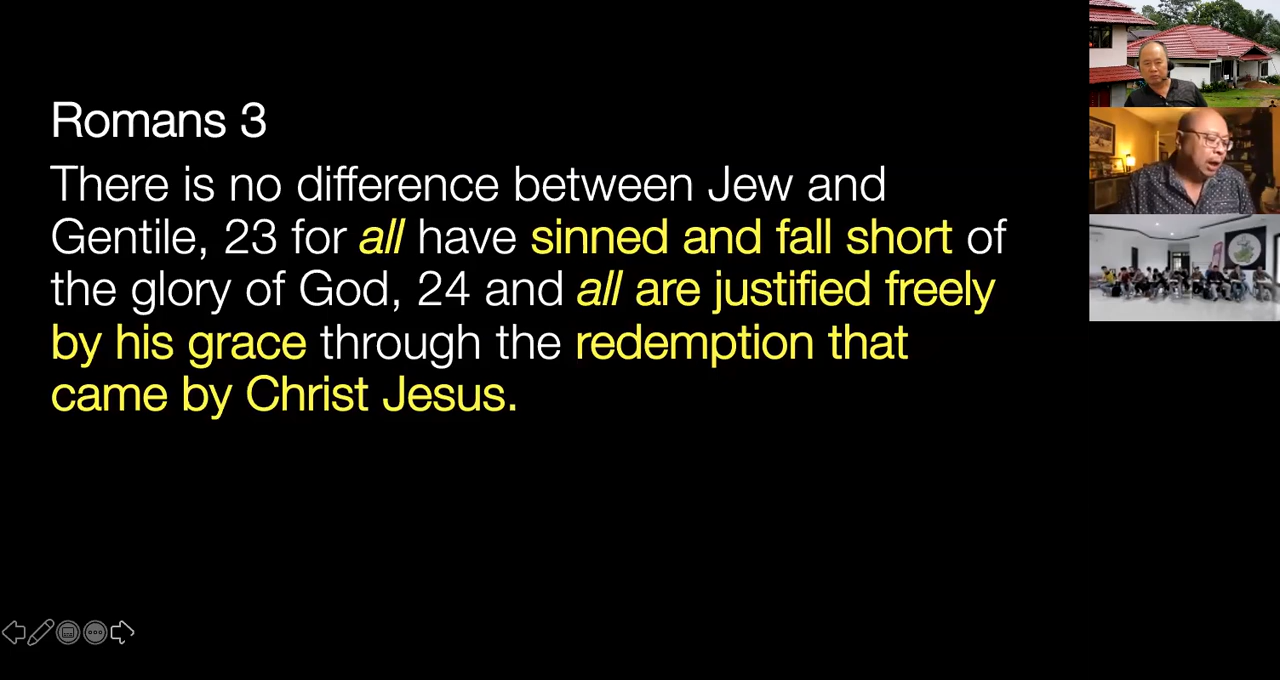 Romans 3
There is no difference between Jew and
Gentile, 23 for all have sinned and fall short of
the glory of God, 24 and all are justified freely
by his grace through the redemption that
came by Christ Jesus.